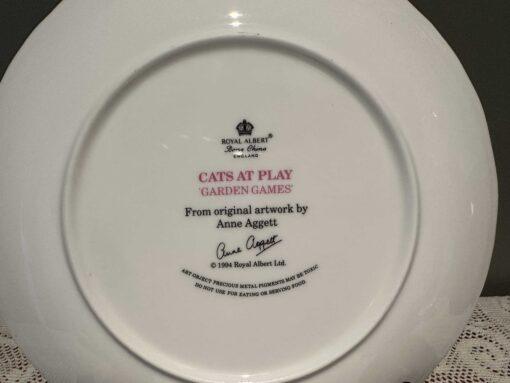 ROYAL ALBERT®
Bone China
ENGLAND
CATS AT PLAY
'GARDEN GAMES'
From original artwork by
Anne Aggett
Anne Aggett
© 1994 Royal Albert Ltd.
ART OBJECT PRECIOUS METAL PIGMENTS MAY BE TOXIC
DO NOT USE FOR EATING OR SERVING FOOD.